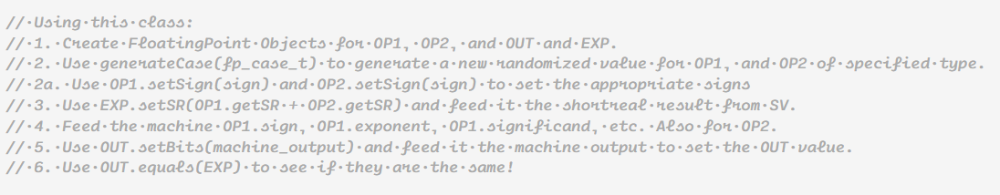 // Using this class:
// 1. Create FloatingPoint Objects for OP1, OP2, and OUT and EXP.
// 2. Use generateCase(fp_case_t) to generate a new randomized value for OP1, and OP2 of specified type.
// 2a. Use OP1.setSign(sign) and OP2.setSign(sign) to set the appropriate signs
// 3. Use EXP.setSR(OP1.getSR + OP2.getSR) and feed it the shortreal result from SV.
// 4. Feed the machine OP1.sign, OP1.exponent, OP1.significand, etc. Also for OP2.
// 5. Use OUT.setBits(machine_output) and feed it the machine output to set the OUT value.
// 6. Use OUT.equals(EXP) to see if they are the same!